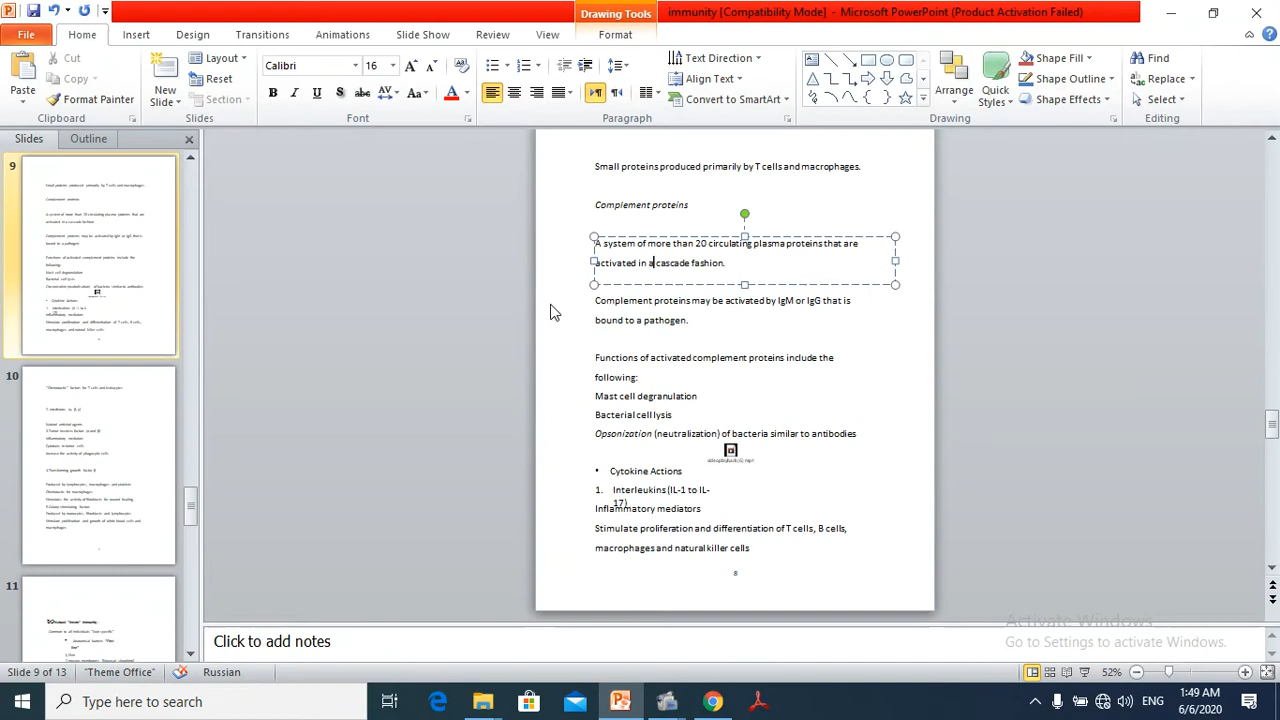 immunity [Compatibility Mode] - Microsoft PowerPoint (Product Activation Failed)
Drawing Tools
File Home Insert Design Transitions Animations Slide Show Review View Format
Paste Cut Copy Format Painter
Clipboard
New Slide Layout Reset Section
Slides
Calibri 16
Font
Text Direction Align Text Convert to SmartArt
Paragraph
Arrange Quick Styles Shape Fill Shape Outline Shape Effects
Drawing
Find Replace Select
Editing
Slides Outline
9
10
11
Small proteins produced primarily by T cells and macrophages.
Complement proteins
A system of more than 20 circulating plasma proteins that are
activated in a cascade fashion.
Complement proteins may be activated by IgM or IgG that is
bound to a pathogen.
Functions of activated complement proteins include the
following:
Mast cell degranulation
Bacterial cell lysis
of bacteria similar to antibodies
• Cytokine Actions
1. Interleukins (IL-1 to IL-
17)
Inflammatory mediators
Stimulate proliferation and differentiation of T cells, B cells,
macrophages and natural killer cells
8
Activate Windows
Go to Settings to activate Windows.
Click to add notes
Slide 9 of 13 "Theme Office" Russian 52%
Type here to search
ENG
1:49 AM
6/6/2020